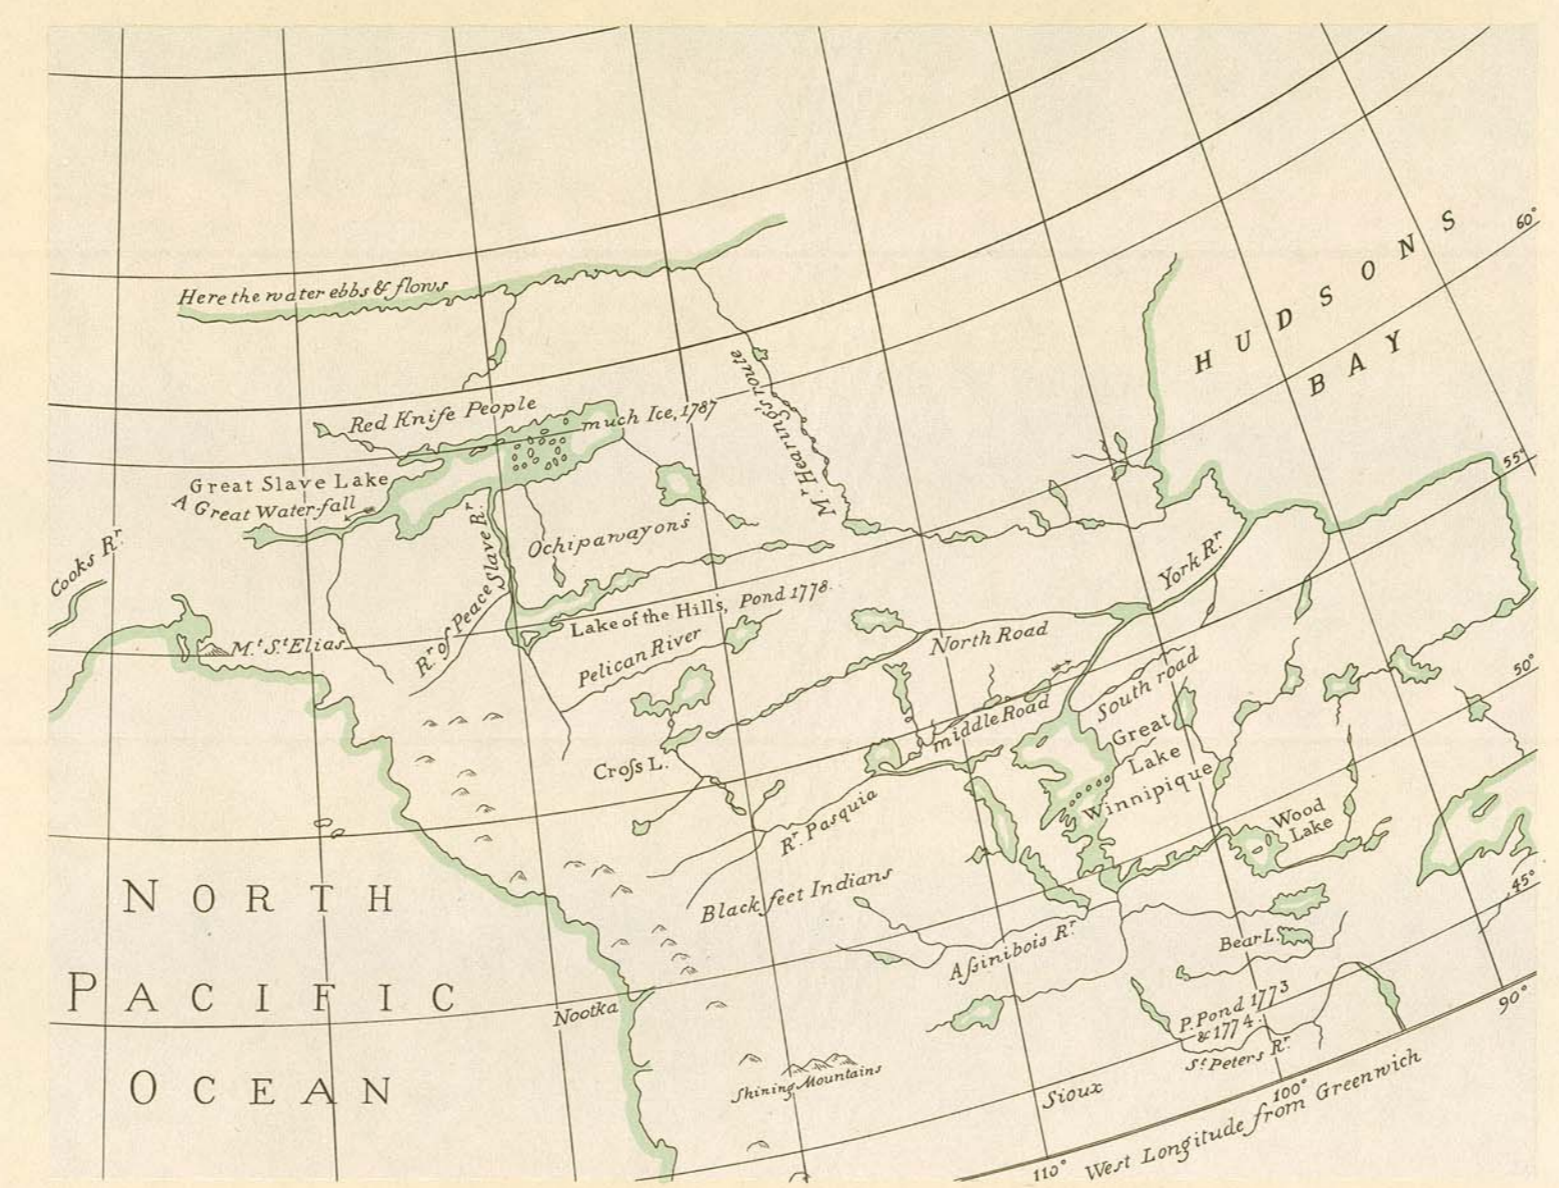 HUDSONS
BAY
60°
55°
50°
45°
90°
100°
110°
West Longitude from Greenwich
Here the water ebbs & flows
Mr. Hearing's route
Red Knife People
much Ice, 1787
Great Slave Lake
A Great Water-fall
Slave Rr.
Rr. of Peace
Ochipawayons
Cooks Rr.
Mt. St. Elias
Lake of the Hills, Pond 1778.
Pelican River
York Rr.
North Road
middle Road
South road
Great
Lake
Winnipique
Croſs L.
Rr. Pasquia
Wood
Lake
Black feet Indians
Aſsinibois Rr.
Bear L.
P. Pond 1773
& 1774.
St. Peters Rr.
Sioux
Nootka
Shining Mountains
NORTH
PACIFIC
OCEAN